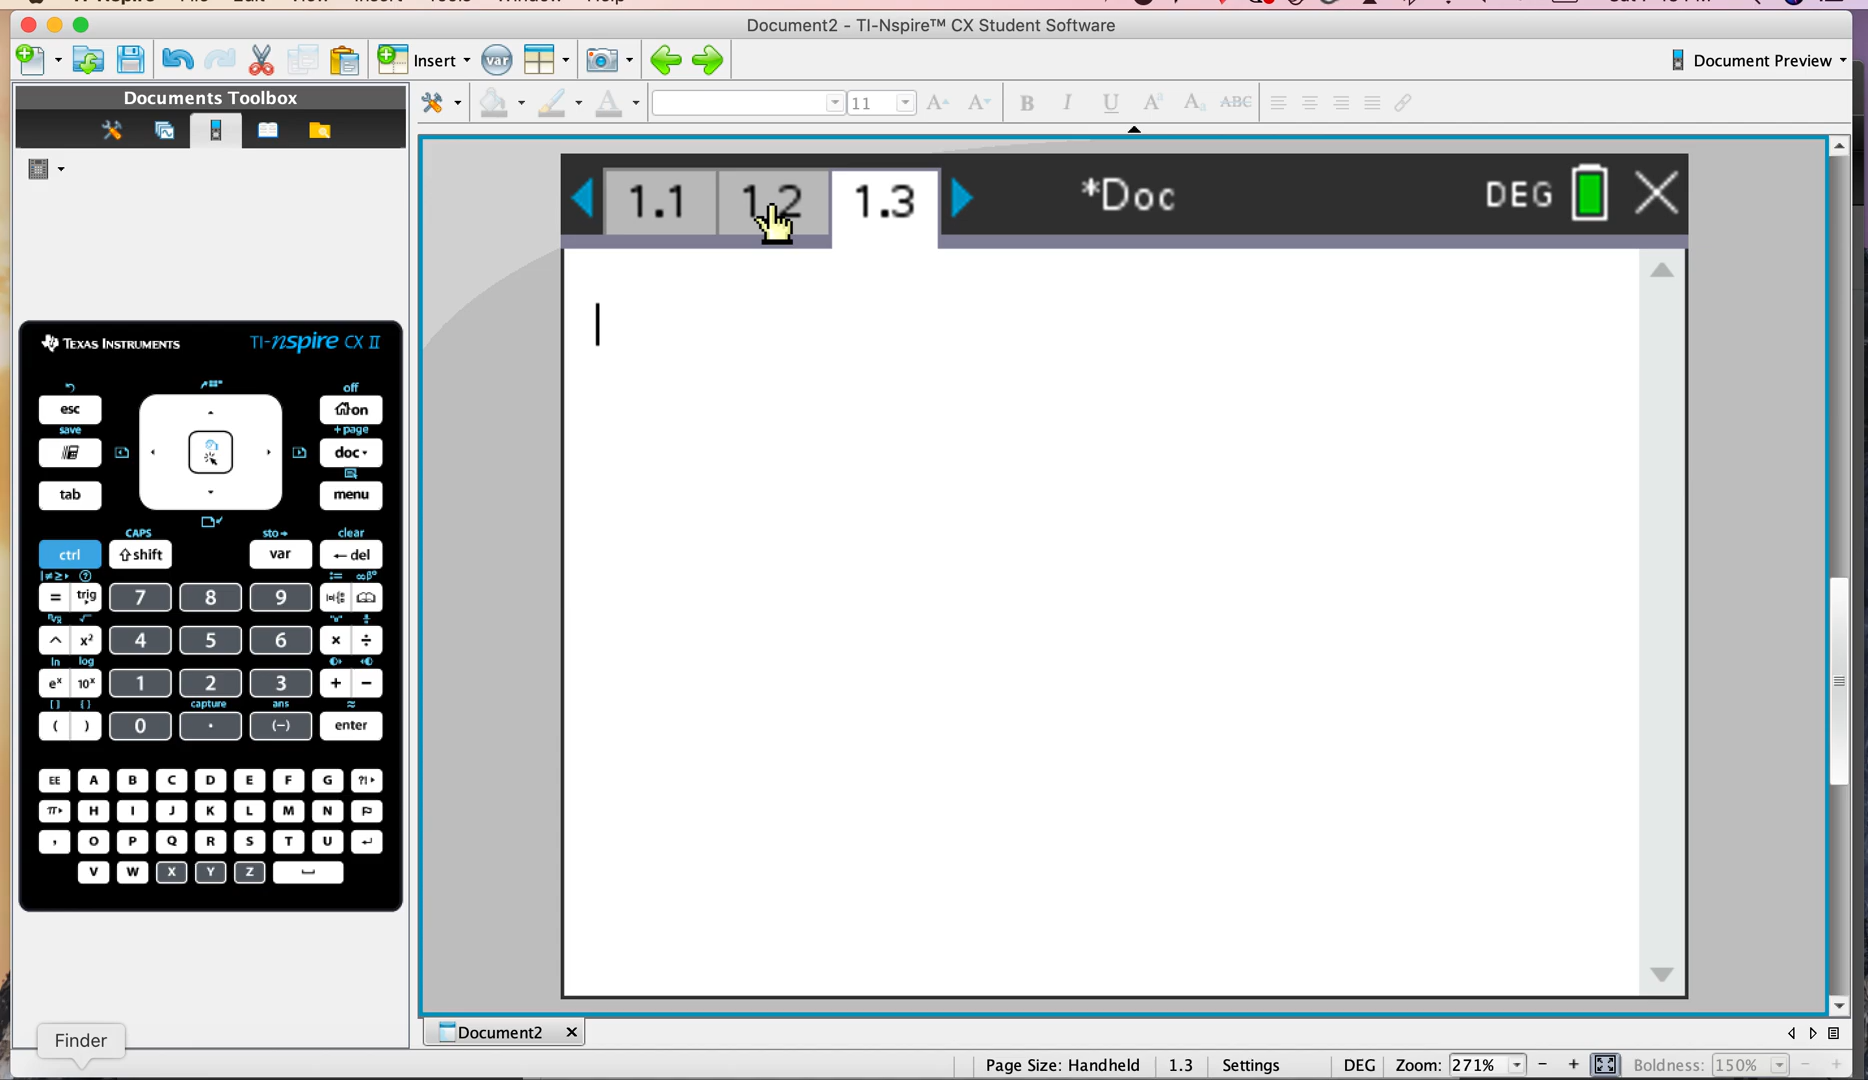 Document2 - TI-Nspire™ CX Student Software
Insert
var
Document Preview
Documents Toolbox
11
A
A
B
I
U
A
A
ABC
1.1
1.2
1.3
*Doc
DEG
TEXAS INSTRUMENTS
TI-nspire CX II
off
esc
on
save
+page
doc
tab
menu
CAPS
sto→
clear
ctrl
⇧shift
var
←del
= trig 7 8 9
^ x² 4 5 6 × ÷
ln log
eˣ 10ˣ 1 2 3 + −
[ ] { } capture ans ≈
( ) 0 . (−) enter
EE A B C D E F G ?!▸
π▸ H I J K L M N
, O P Q R S T U ↵
V W X Y Z
Document2
Finder
Page Size: Handheld 1.3 Settings DEG Zoom: 271% − + Boldness: 150% − +